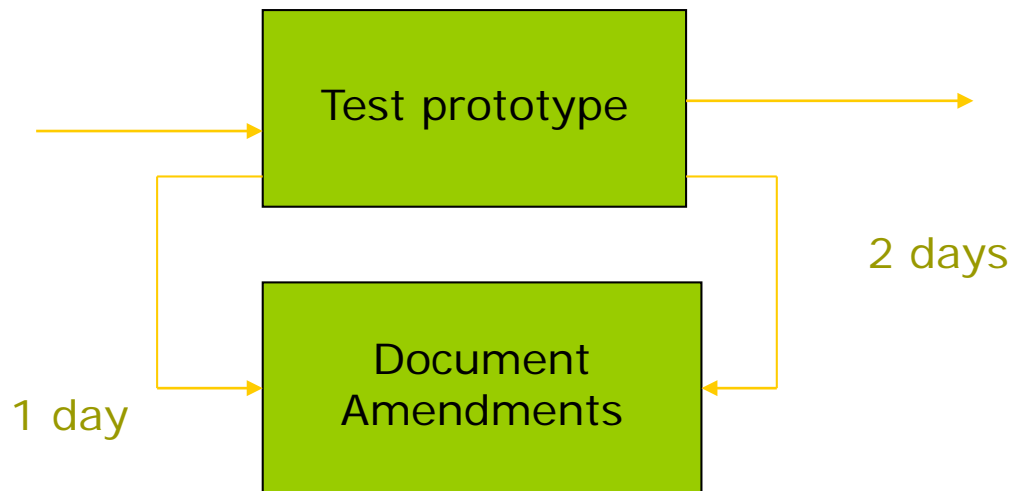 Test prototype
2 days
Document
Amendments
1 day